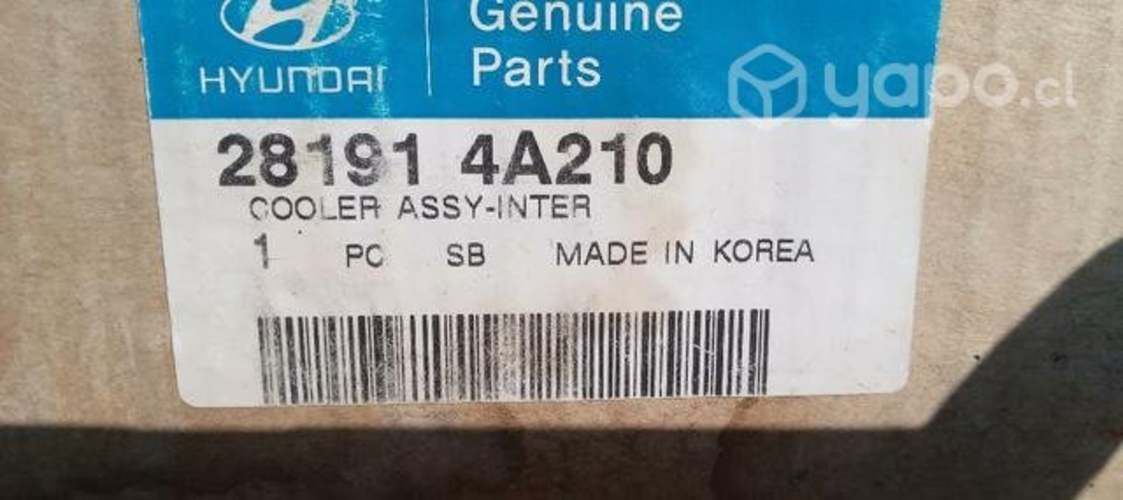 Genuine
HYUNDAI Parts
yapo.cl
28191 4A210
COOLER ASSY-INTER
1 PC SB MADE IN KOREA